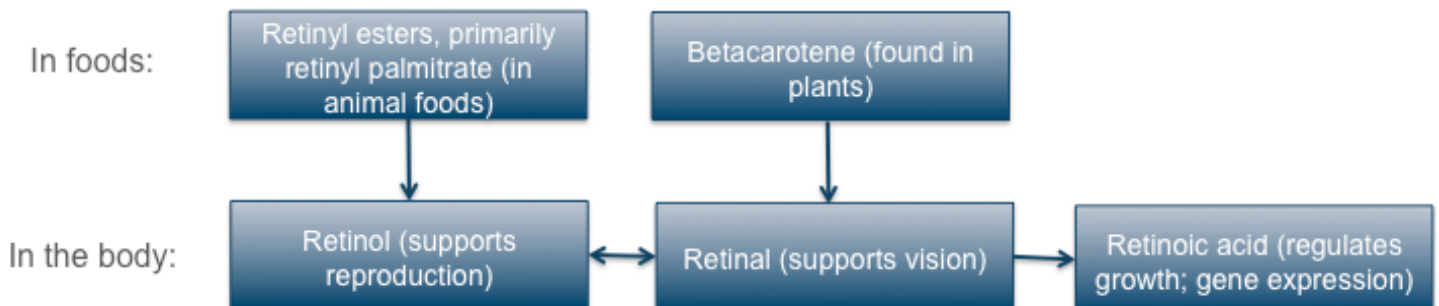 In foods:
Retinyl esters, primarily
retinyl palmitrate (in
animal foods)
Betacarotene (found in
plants)
In the body:
Retinol (supports
reproduction)
Retinal (supports vision)
Retinoic acid (regulates
growth; gene expression)